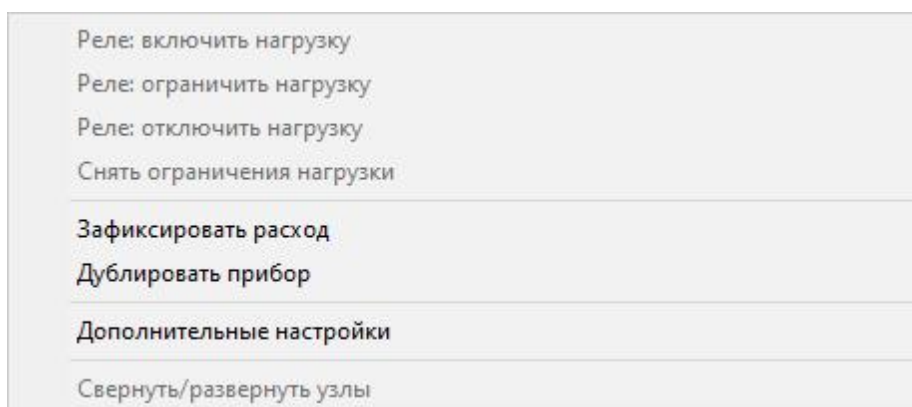 Реле: включить нагрузку
Реле: ограничить нагрузку
Реле: отключить нагрузку
Снять ограничения нагрузки
Зафиксировать расход
Дублировать прибор
Дополнительные настройки
Свернуть/развернуть узлы